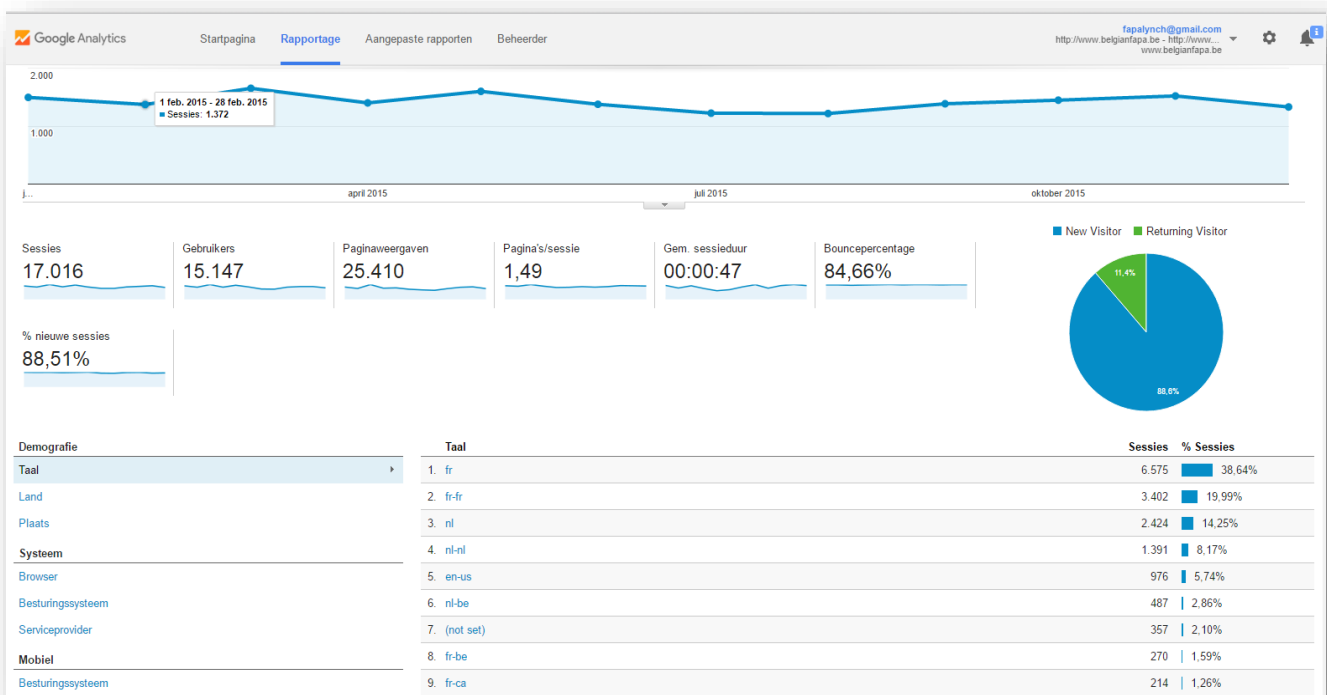 Google Analytics
Startpagina Rapportage Aangepaste rapporten Beheerder
fapalynch@gmail.com
http://www.belgianfapa.be - http://www...
www.belgianfapa.be
1
2.000
1 feb. 2015 - 28 feb. 2015
Sessies: 1.372
1.000
j... april 2015 juli 2015 oktober 2015
New Visitor Returning Visitor
Sessies Gebruikers Paginaweergaven Pagina's/sessie Gem. sessieduur Bouncepercentage
17.016 15.147 25.410 1,49 00:00:47 84,66%
11,4%
% nieuwe sessies
88,51%
88,6%
Demografie
Taal
Land
Plaats
Systeem
Browser
Besturingssysteem
Serviceprovider
Mobiel
Besturingssysteem
Taal Sessies % Sessies
1. fr 6.575 38,64%
2. fr-fr 3.402 19,99%
3. nl 2.424 14,25%
4. nl-nl 1.391 8,17%
5. en-us 976 5,74%
6. nl-be 487 2,86%
7. (not set) 357 2,10%
8. fr-be 270 1,59%
9. fr-ca 214 1,26%